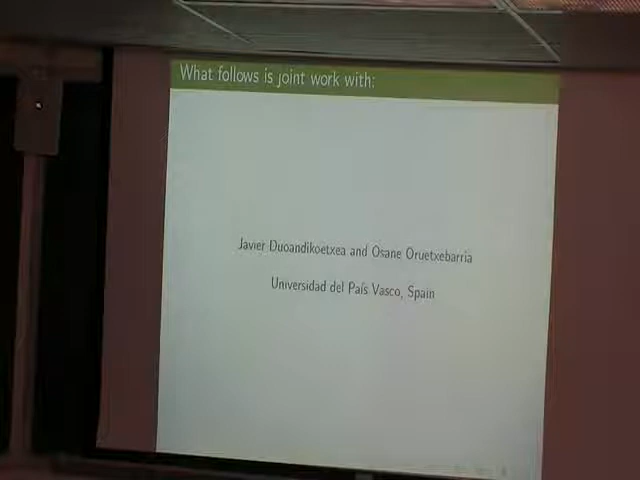 What follows is joint work with:
Javier Duoandikoetxea and Osane Oruetxebarria
Universidad del País Vasco, Spain